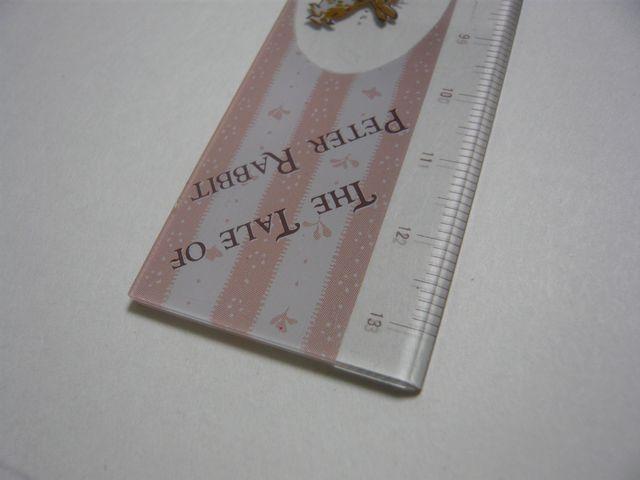 THE TALE OF
PETER RABBIT
9
10
11
12
13